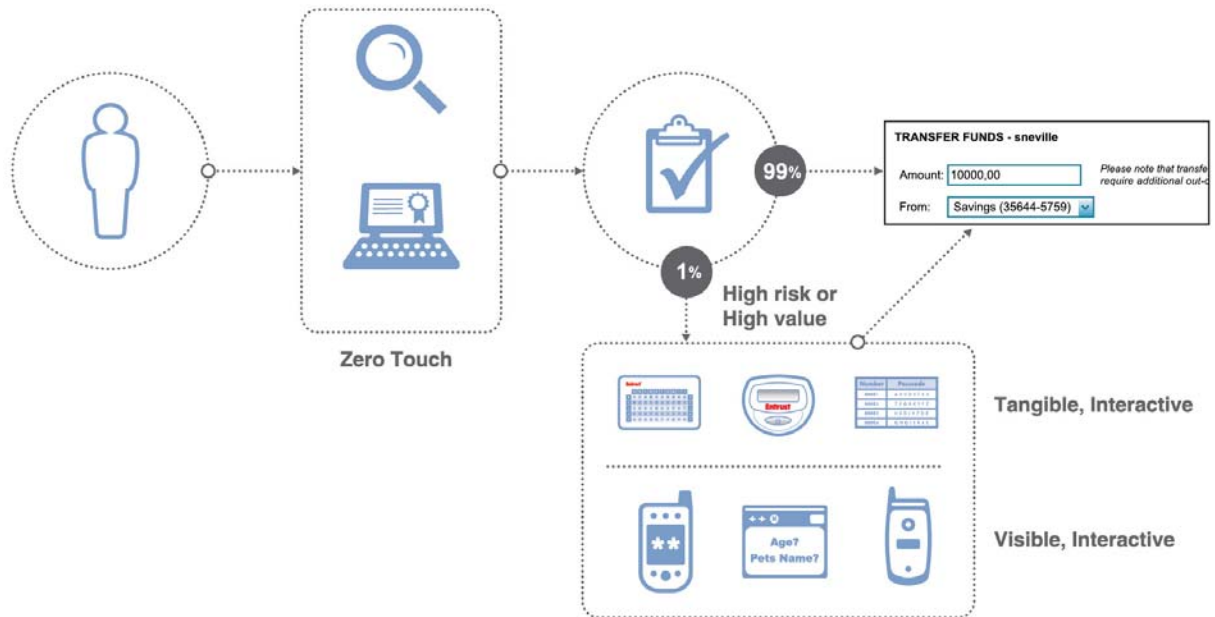 TRANSFER FUNDS - sneville
Amount: 10000,00
Please note that transfe
require additional out-
From: Savings (35644-5759)
99%
1%
High risk or
High value
Zero Touch
Entrust
Entrust
Number Passcode
Tangible, Interactive
**
Age?
Pets Name?
Visible, Interactive